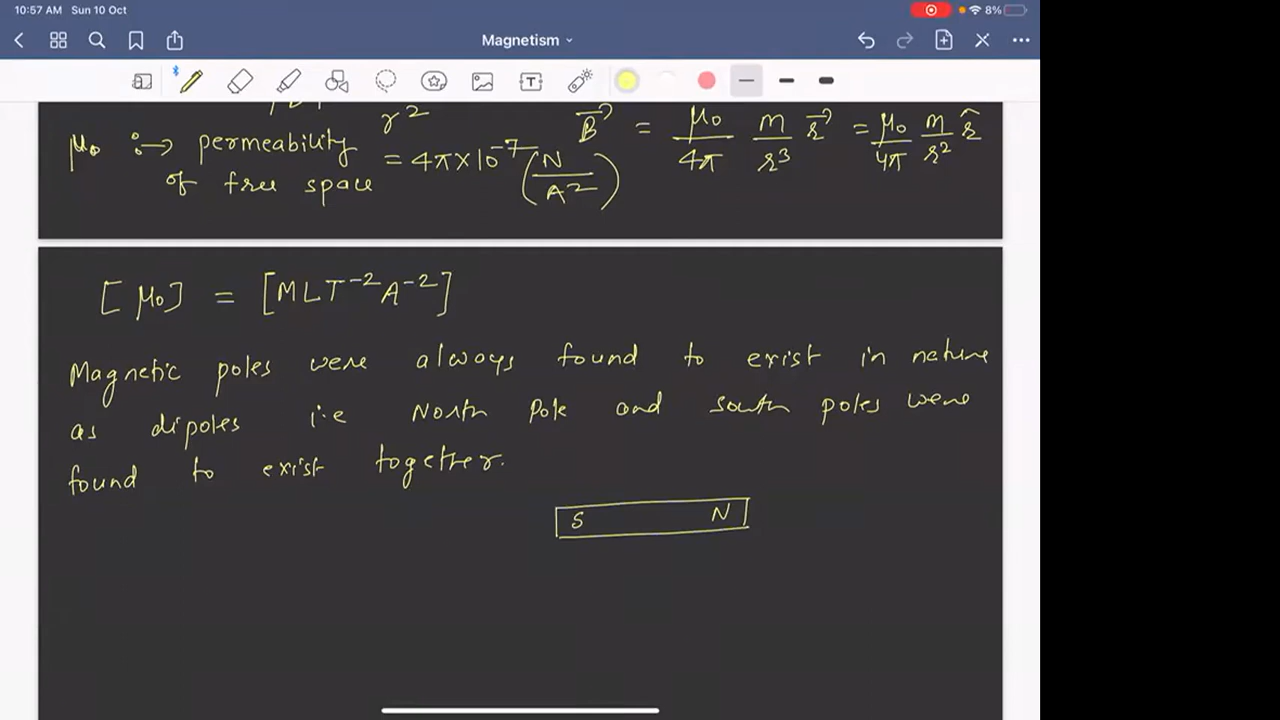 10:57 AM Sun 10 Oct
8%
Magnetism
μ₀ :→ permeability of free space = 4π×10⁻⁷ (N/A²)
r²
B⃗ = μ₀/4π m/r³ r⃗ = μ₀/4π m/r² r̂
[μ₀] = [MLT⁻²A⁻²]
Magnetic poles were always found to exist in nature
as dipoles i.e North Pole and south poles were
found to exist together.
S N